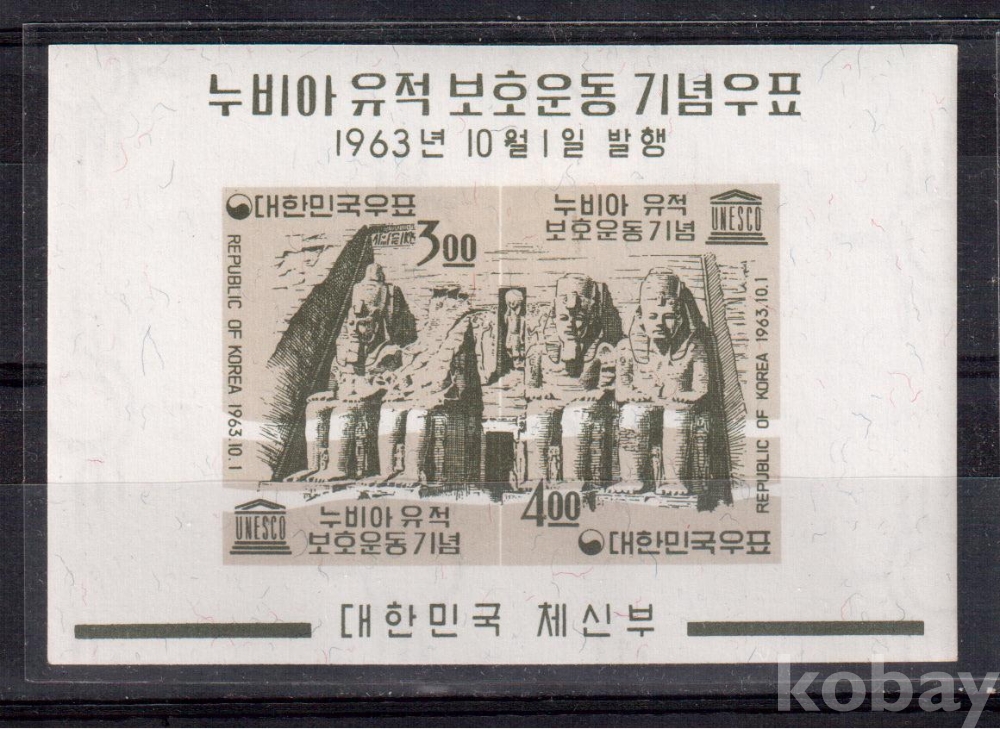 누비아 유적 보호운동 기념우표
1963년 10월 1일 발행
대한민국우표
3.00
REPUBLIC OF KOREA 1963.10.1
UNESCO
누비아 유적
보호운동 기념
누비아 유적
보호운동 기념
UNESCO
REPUBLIC OF KOREA 1963.10.1
4.00
대한민국우표
대한민국 체신부
kobay